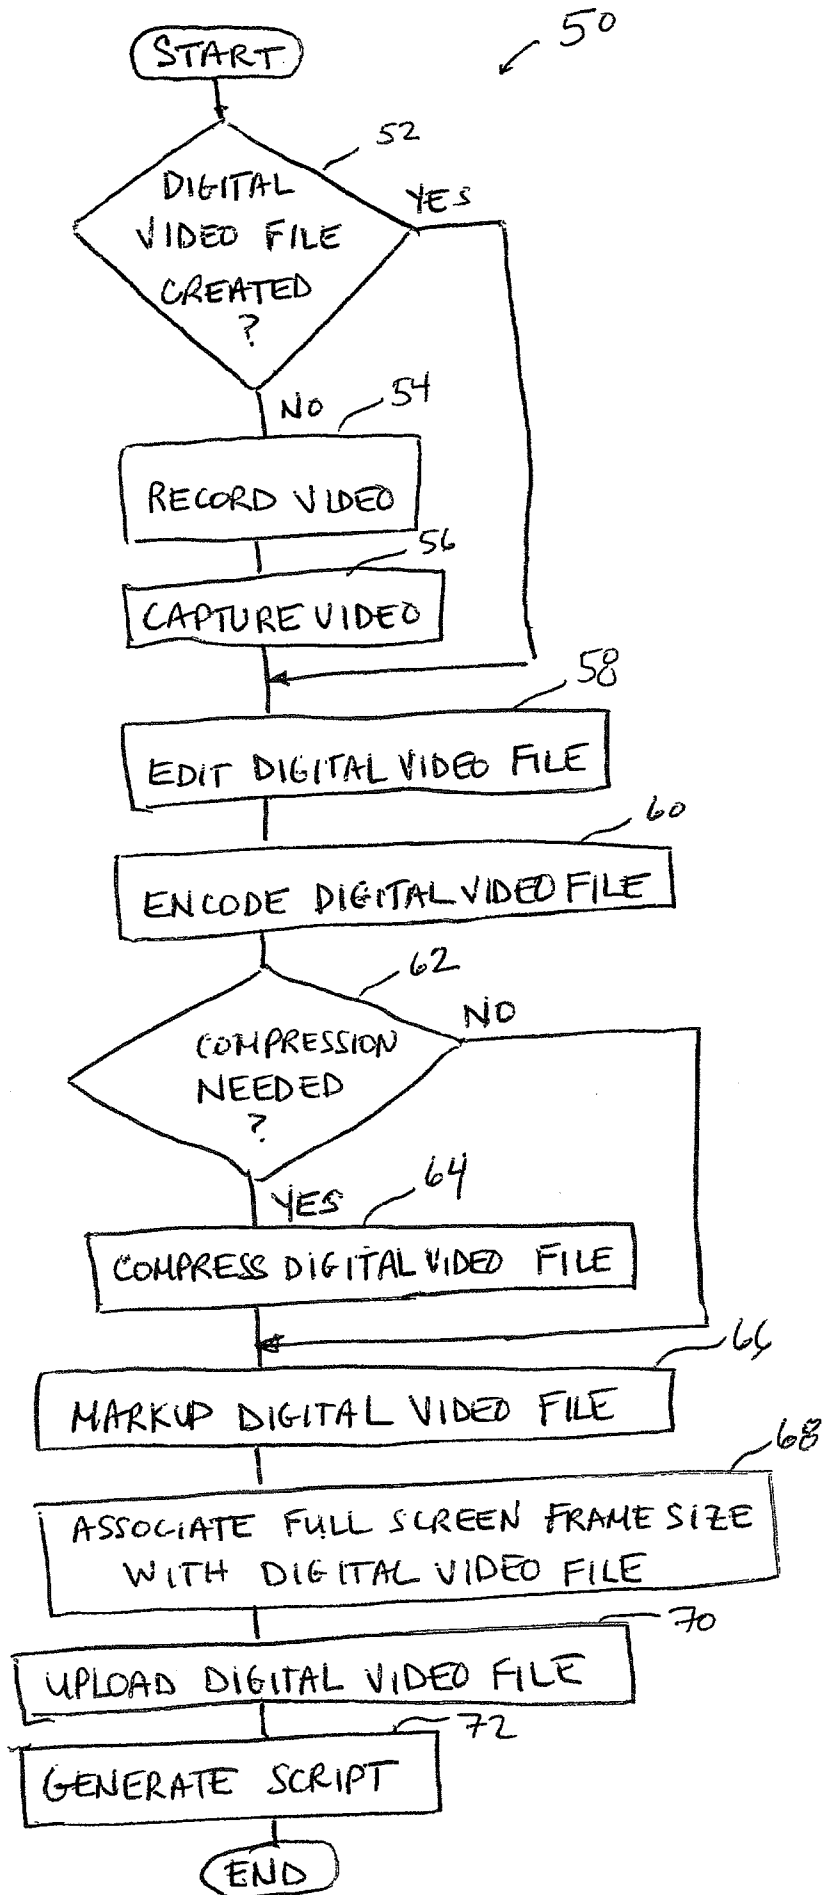 START
50
52
DIGITAL
VIDEO FILE
CREATED
?
YES
NO
54
RECORD VIDEO
56
CAPTURE VIDEO
58
EDIT DIGITAL VIDEO FILE
60
ENCODE DIGITAL VIDEO FILE
62
COMPRESSION
NEEDED
?
NO
YES
64
COMPRESS DIGITAL VIDEO FILE
66
MARKUP DIGITAL VIDEO FILE
68
ASSOCIATE FULL SCREEN FRAME SIZE
WITH DIGITAL VIDEO FILE
70
UPLOAD DIGITAL VIDEO FILE
72
GENERATE SCRIPT
END